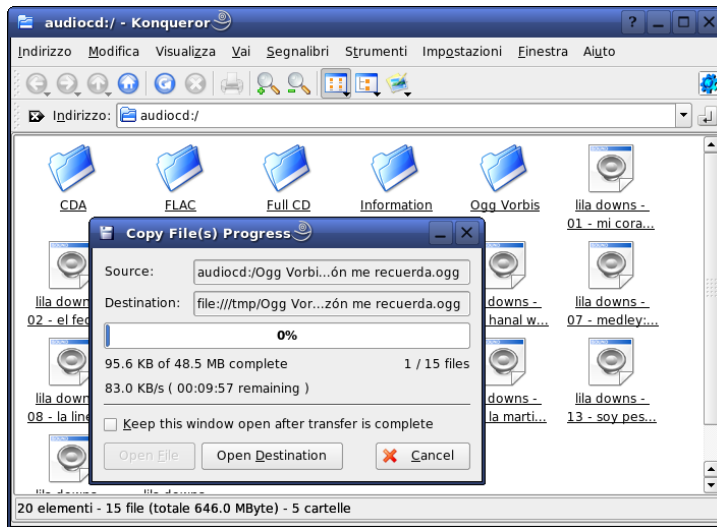 audiocd:/ - Konqueror
Indirizzo Modifica Visualizza Vai Segnalibri Strumenti Impostazioni Finestra Aiuto
Indirizzo: audiocd:/
CDA FLAC Full CD Information Ogg Vorbis lila downs -
01 - mi cora...
Copy File(s) Progress
Source: audiocd:/Ogg Vorbi...ón me recuerda.ogg
Destination: file:///tmp/Ogg Vor...zón me recuerda.ogg
0%
95.6 KB of 48.5 MB complete 1 / 15 files
83.0 KB/s ( 00:09:57 remaining )
Keep this window open after transfer is complete
Open File Open Destination Cancel
lila down downs - lila downs -
02 - el fec hanal w... 07 - medley:...
lila down downs - lila downs -
08 - la line la marti... 13 - soy pes...
20 elementi - 15 file (totale 646.0 MByte) - 5 cartelle